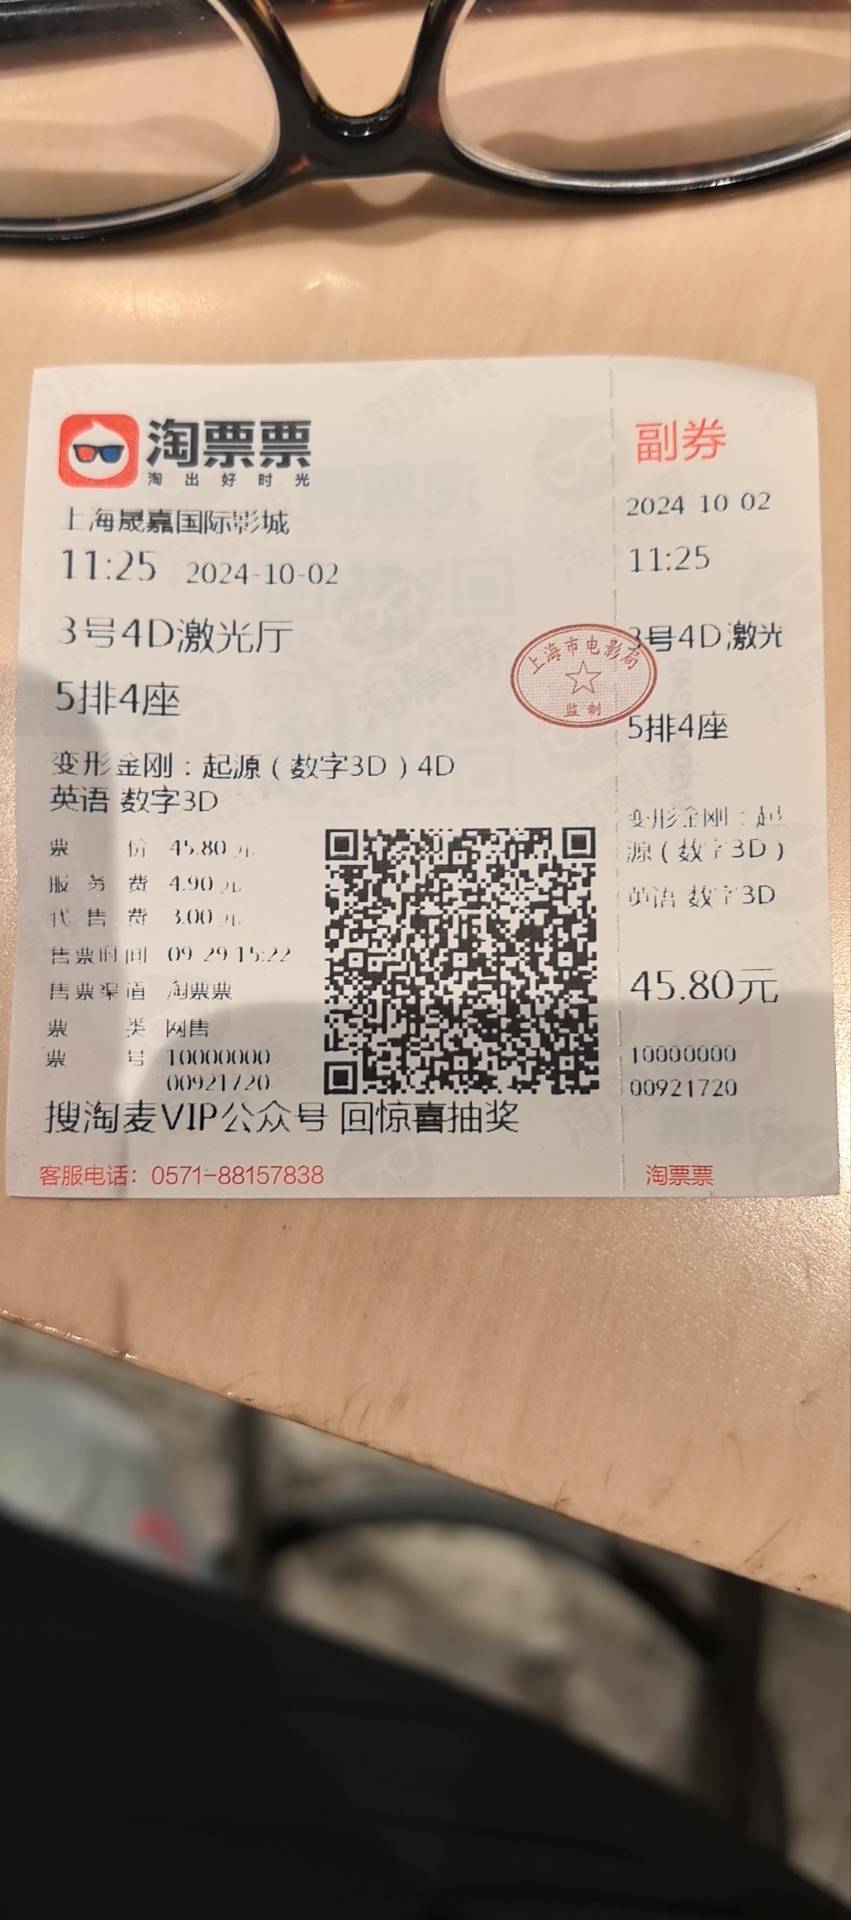 淘票票
淘出好时光
上海晟嘉国际影城
11:25 2024-10-02
3号4D激光厅
5排4座
变形金刚：起源（数字3D）4D
英语 数字3D
票价 45.80元
服务费 4.90元
代售费 3.00元
售票时间 09-29 15:22
售票渠道 淘票票
票类 网售
票号 10000000
00921720
搜淘麦VIP公众号 回惊喜抽奖
客服电话：0571-88157838
上海市电影局
监制
副券
2024 10 02
11:25
3号4D激光
5排4座
变形金刚：起
源（数字3D）
英语 数字3D
45.80元
10000000
00921720
淘票票